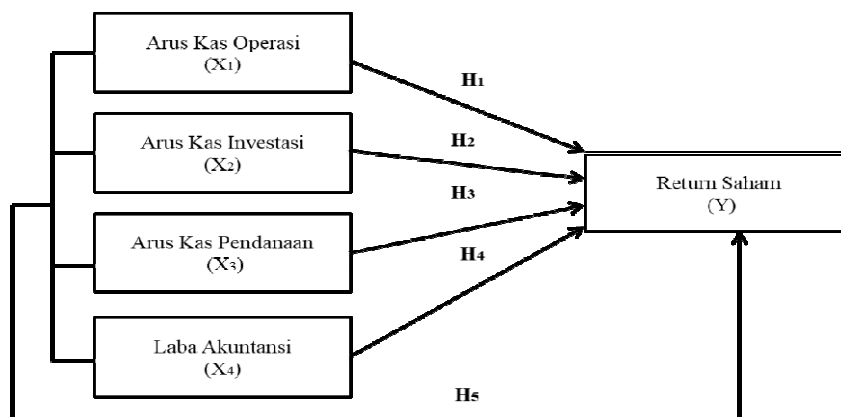 Arus Kas Operasi
(X1)
H1
Arus Kas Investasi
(X2)
H2
H3
Return Saham
(Y)
Arus Kas Pendanaan
(X3)
H4
Laba Akuntansi
(X4)
H5